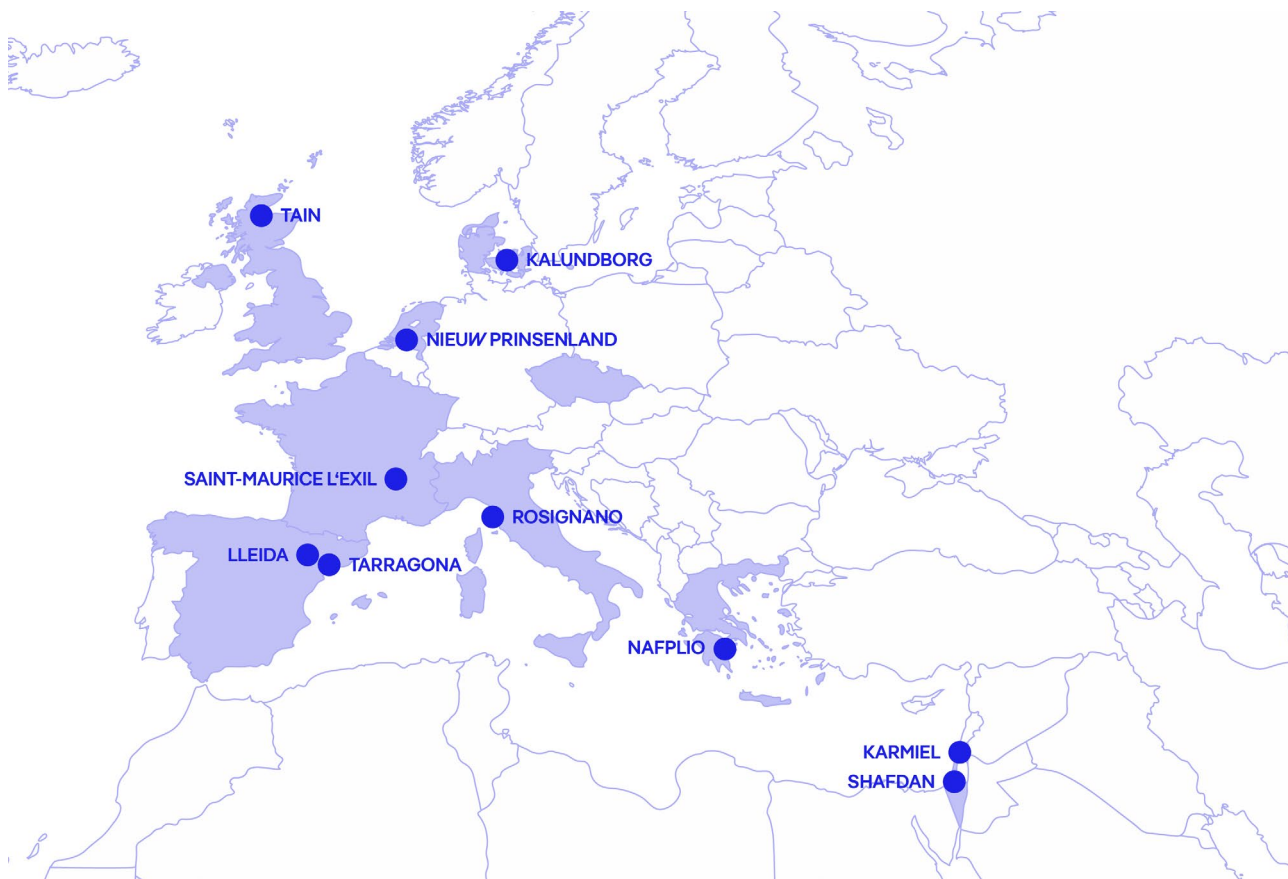 TAIN
KALUNDBORG
NIEUW PRINSENLAND
SAINT-MAURICE L'EXIL
ROSIGNANO
LLEIDA
TARRAGONA
NAFPLIO
KARMIEL
SHAFDAN